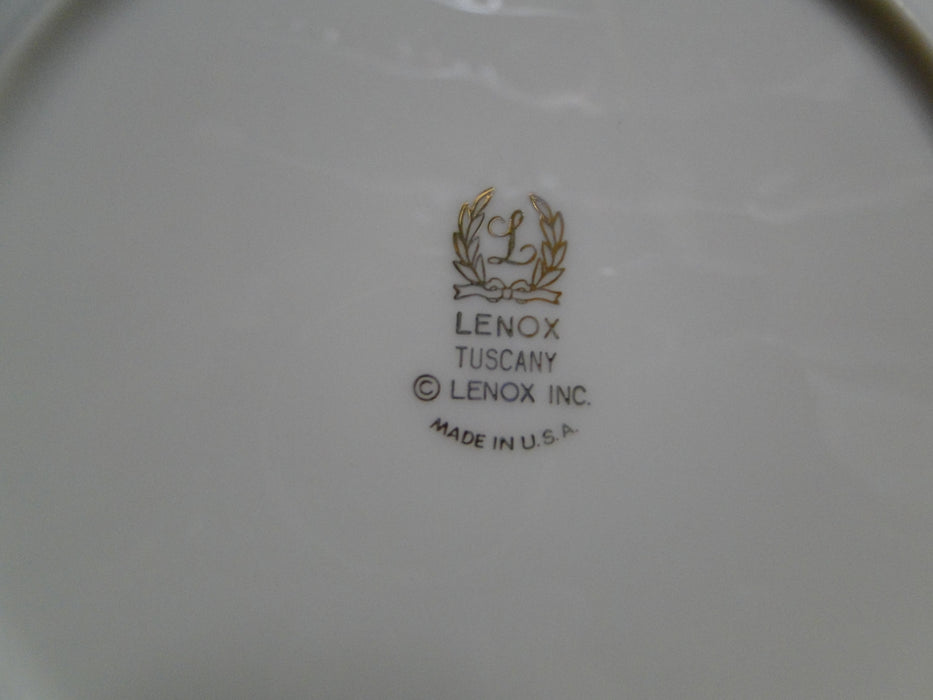 L
LENOX
TUSCANY
© LENOX INC.
MADE IN U.S.A.